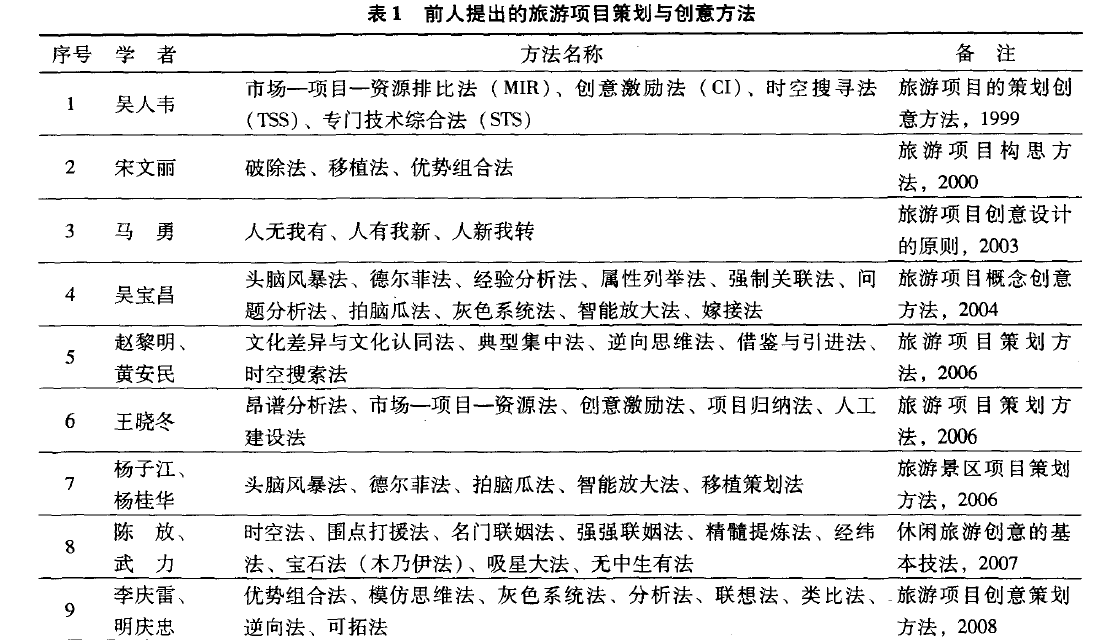 表1 前人提出的旅游项目策划与创意方法
序号 学 者 方法名称 备 注
1 吴人韦 市场—项目—资源排比法（MIR）、创意激励法（CI）、时空搜寻法 旅游项目的策划创
（TSS）、专门技术综合法（STS） 意方法，1999
2 宋文丽 破除法、移植法、优势组合法 旅游项目构思方
法，2000
3 马 勇 人无我有、人有我新、人新我转 旅游项目创意设计
的原则，2003
4 吴宝昌 头脑风暴法、德尔菲法、经验分析法、属性列举法、强制关联法、问 旅游项目概念创意
题分析法、拍脑瓜法、灰色系统法、智能放大法、嫁接法 方法，2004
5 赵黎明、 文化差异与文化认同法、典型集中法、逆向思维法、借鉴与引进法、 旅游项目策划方
黄安民 时空搜索法 法，2006
6 王晓冬 昂谱分析法、市场—项目—资源法、创意激励法、项目归纳法、人工 旅游项目策划方
建设法 法，2006
7 杨子江、 头脑风暴法、德尔菲法、拍脑瓜法、智能放大法、移植策划法 旅游景区项目策划
杨桂华 方法，2006
8 陈 放、 时空法、围点打援法、名门联姻法、强强联姻法、精髓提炼法、经纬 休闲旅游创意的基
武 力 法、宝石法（木乃伊法）、吸星大法、无中生有法 本技法，2007
9 李庆雷、 优势组合法、模仿思维法、灰色系统法、分析法、联想法、类比法、 旅游项目创意策划
明庆忠 逆向法、可拓法 方法，2008